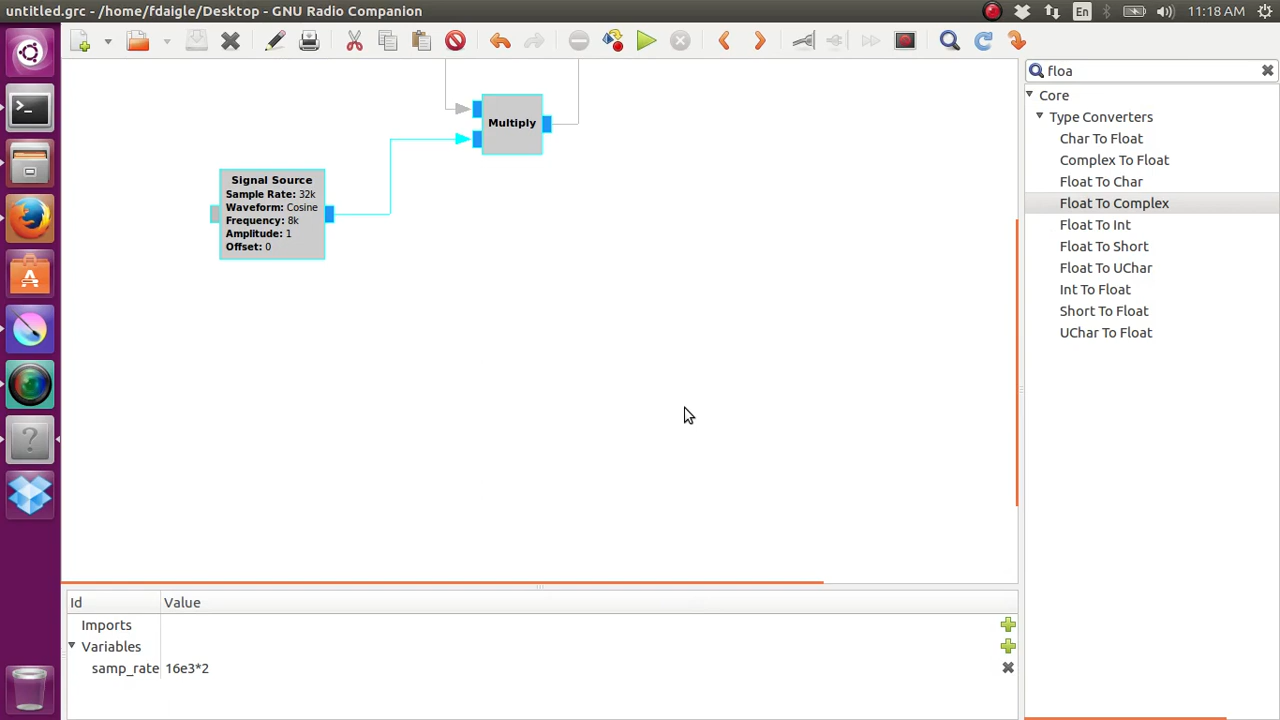 untitled.grc - /home/fdaigle/Desktop - GNU Radio Companion
En
11:18 AM
floa
Core
Type Converters
Char To Float
Complex To Float
Float To Char
Float To Complex
Float To Int
Float To Short
Float To UChar
Int To Float
Short To Float
UChar To Float
Multiply
Signal Source
Sample Rate: 32k
Waveform: Cosine
Frequency: 8k
Amplitude: 1
Offset: 0
Id Value
Imports
Variables
samp_rate 16e3*2